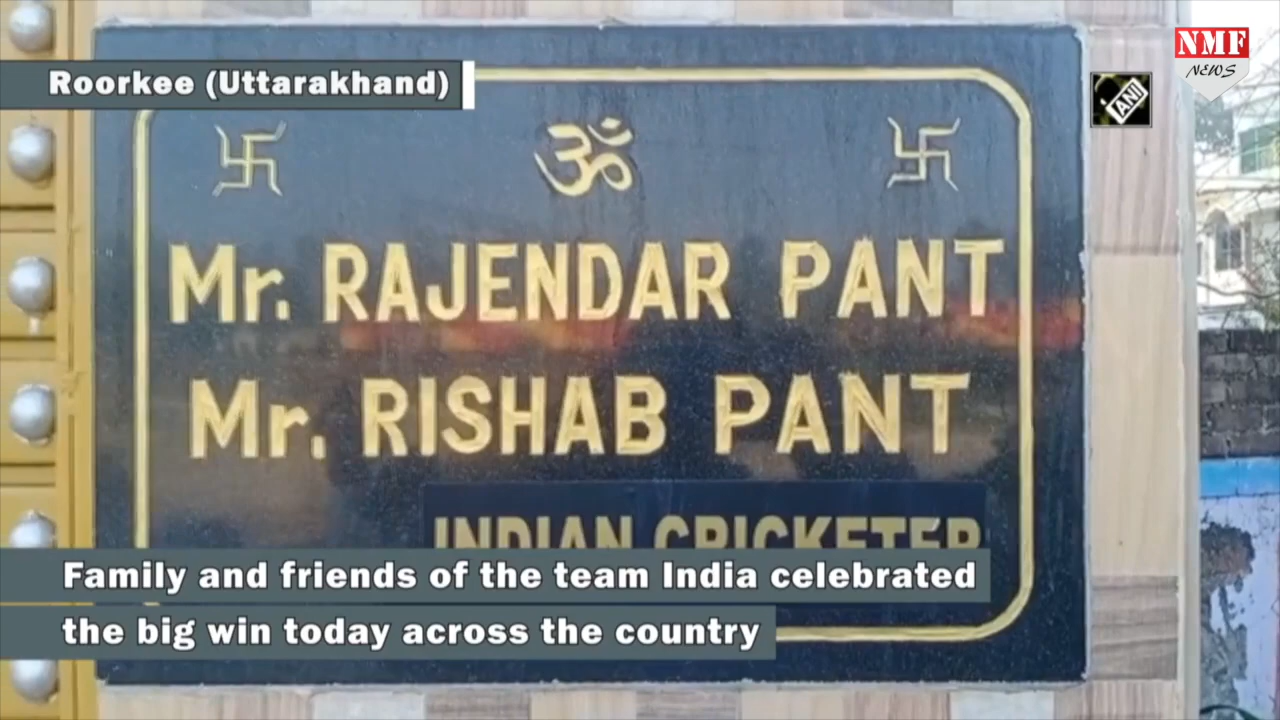 NMF
NEWS
Roorkee (Uttarakhand)
ANI
ॐ
Mr. RAJENDAR PANT
Mr. RISHAB PANT
INDIAN CRICKETER
Family and friends of the team India celebrated
the big win today across the country